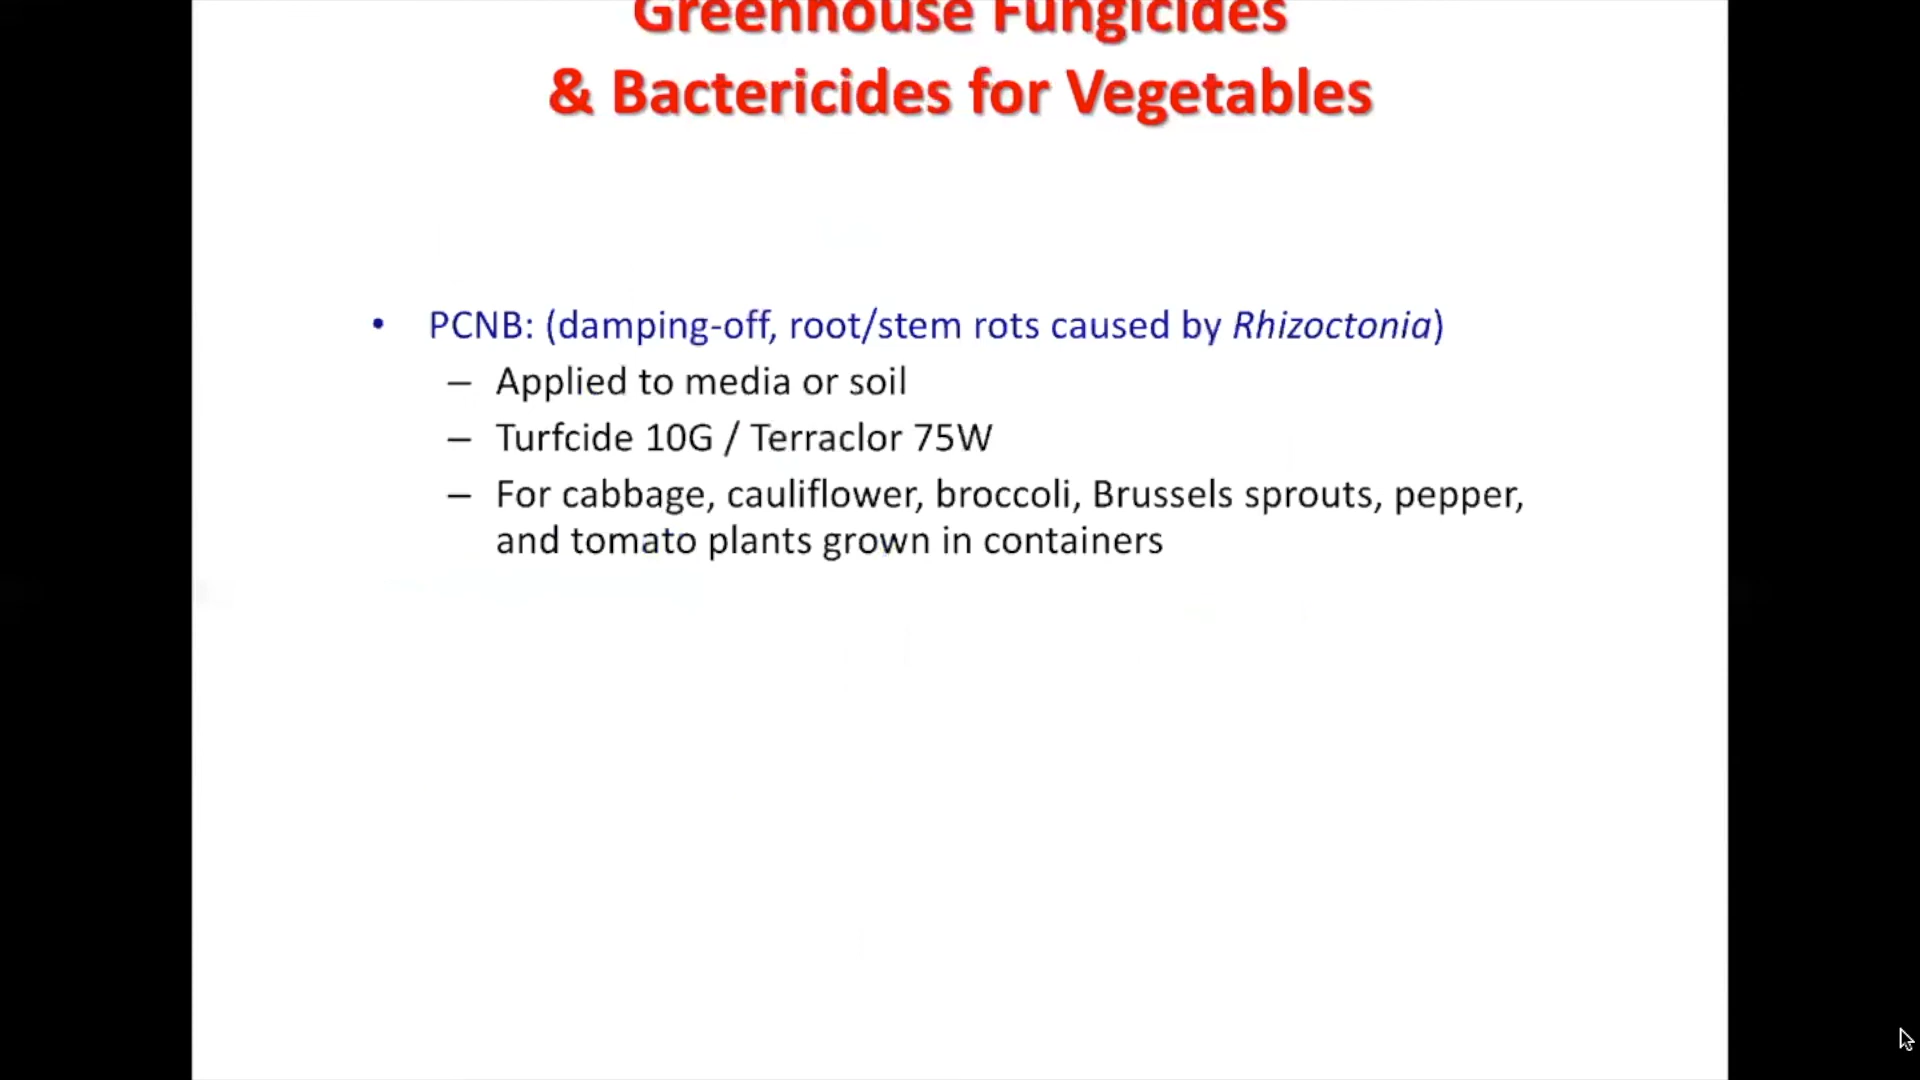 Greenhouse Fungicides
& Bactericides for Vegetables
• PCNB: (damping-off, root/stem rots caused by Rhizoctonia)
– Applied to media or soil
– Turfcide 10G / Terraclor 75W
– For cabbage, cauliflower, broccoli, Brussels sprouts, pepper,
and tomato plants grown in containers